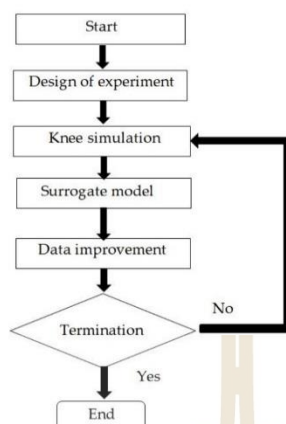 Start
Design of experiment
Knee simulation
Surrogate model
Data improvement
No
Termination
Yes
End